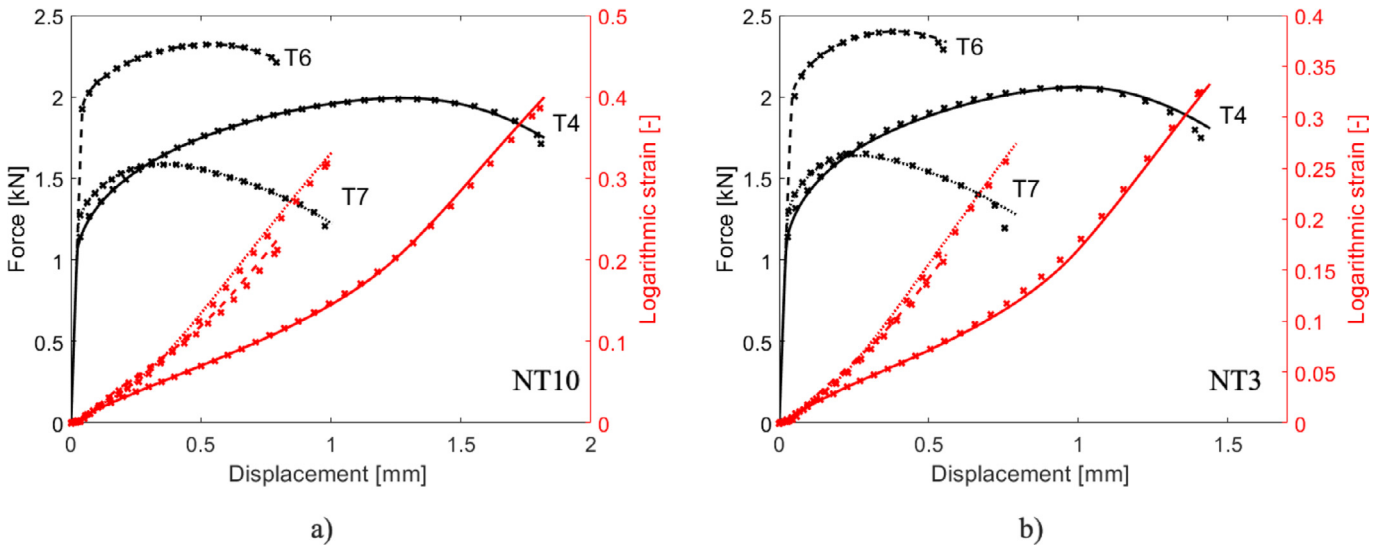 2.5
2
1.5
1
0.5
0
Force [kN]
0
0.5
1
1.5
2
Displacement [mm]
0.5
0.4
0.3
0.2
0.1
0
Logarithmic strain [-]
T6
T4
T7
NT10
a)
2.5
2
1.5
1
0.5
0
Force [kN]
0
0.5
1
1.5
Displacement [mm]
0.4
0.35
0.3
0.25
0.2
0.15
0.1
0.05
0
Logarithmic strain [-]
T6
T4
T7
NT3
b)